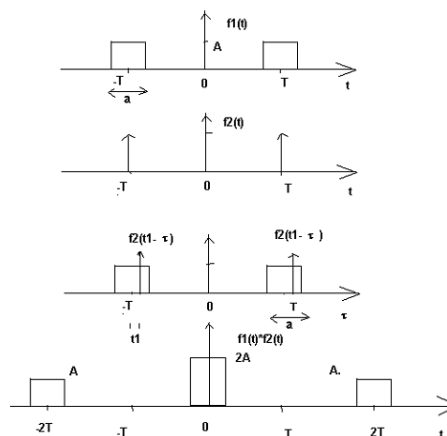 f1(t)
A
-T 0 T t
a
f2(t)
-T 0 T t
f2(t1- τ) f2(t1- τ )
-T 0 T τ
t1 a
f1(t)*f2(t)
A 2A A.
-2T -T 0 T 2T t